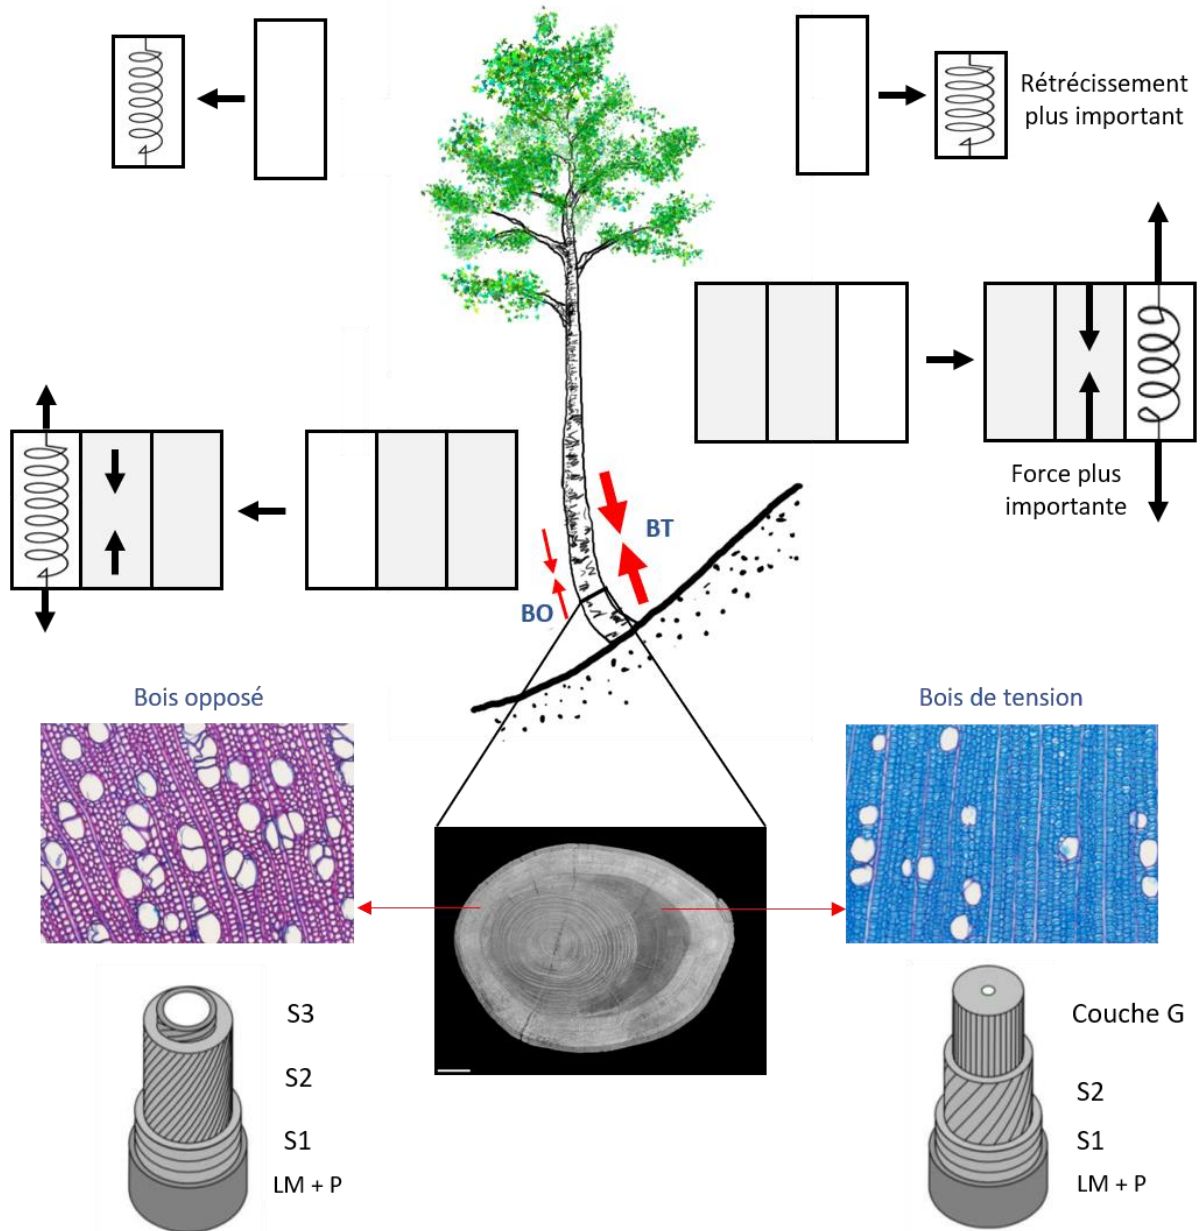 Rétrécissement
plus important
Force plus
importante
BT
BO
Bois opposé
Bois de tension
S3
S2
S1
LM + P
Couche G
S2
S1
LM + P